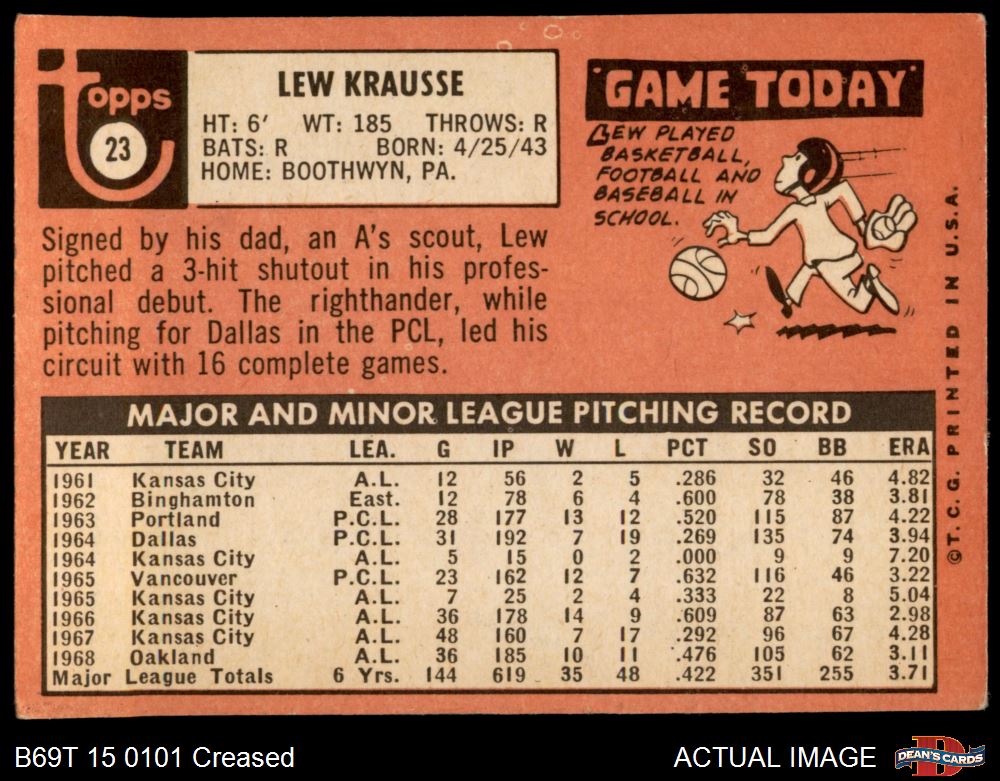 Topps
23
LEW KRAUSSE
HT: 6' WT: 185 THROWS: R
BATS: R BORN: 4/25/43
HOME: BOOTHWYN, PA.
"GAME TODAY"
LEW PLAYED
BASKETBALL,
FOOTBALL AND
BASEBALL IN
SCHOOL.
Signed by his dad, an A's scout, Lew
pitched a 3-hit shutout in his profes-
sional debut. The righthander, while
pitching for Dallas in the PCL, led his
circuit with 16 complete games.
MAJOR AND MINOR LEAGUE PITCHING RECORD
YEAR TEAM LEA. G IP W L PCT SO BB ERA
1961 Kansas City A.L. 12 56 2 5 .286 32 46 4.82
1962 Binghamton East. 12 78 6 4 .600 78 38 3.81
1963 Portland P.C.L. 28 177 13 12 .520 115 87 4.22
1964 Dallas P.C.L. 31 192 7 19 .269 135 74 3.94
1964 Kansas City A.L. 5 15 0 2 .000 9 9 7.20
1965 Vancouver P.C.L. 23 162 12 7 .632 116 46 3.22
1965 Kansas City A.L. 7 25 2 4 .333 22 8 5.04
1966 Kansas City A.L. 36 178 14 9 .609 87 63 2.98
1967 Kansas City A.L. 48 160 7 17 .292 96 67 4.28
1968 Oakland A.L. 36 185 10 11 .476 105 62 3.11
Major League Totals 6 Yrs. 144 619 35 48 .422 351 255 3.71
©T.C.G. PRINTED IN U.S.A.
B69T 15 0101 Creased
ACTUAL IMAGE
D
DEAN'S CARDS